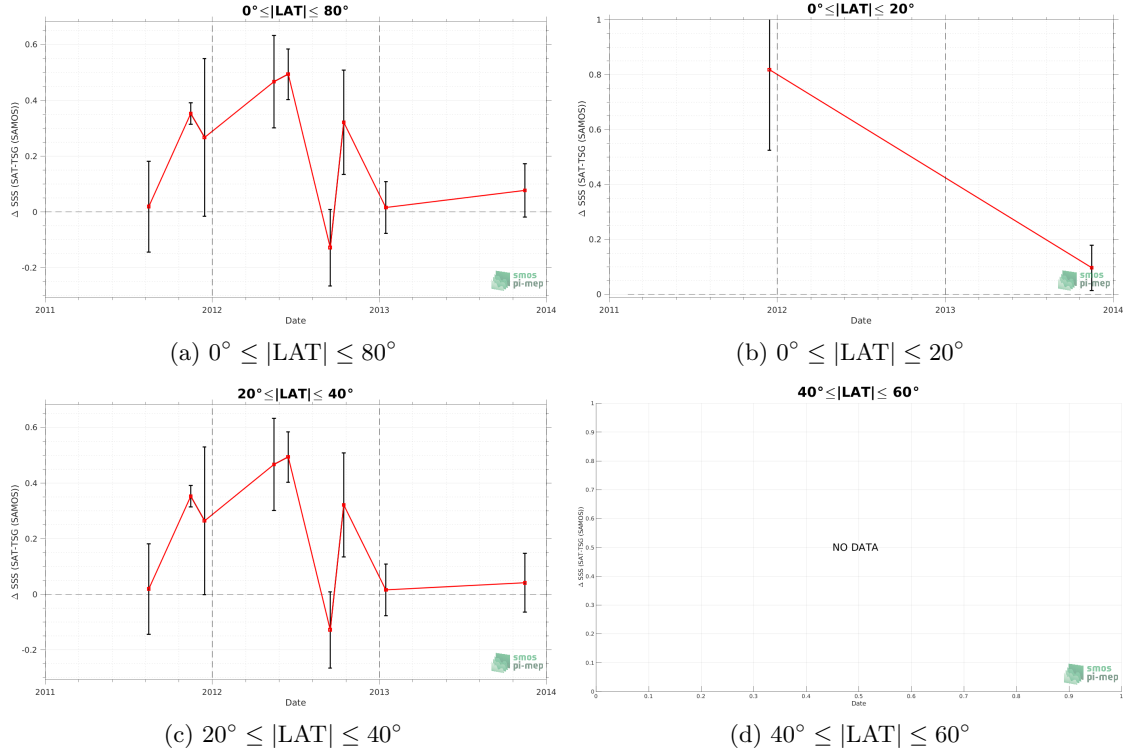 0°≤|LAT|≤ 80°
Δ SSS (SAT-TSG (SAMOS))
0.6
0.4
0.2
0
-0.2
2011
2012
2013
2014
Date
smos
pi-mep
(a) 0° ≤ |LAT| ≤ 80°
0°≤|LAT|≤ 20°
Δ SSS (SAT-TSG (SAMOS))
1
0.8
0.6
0.4
0.2
0
2011
2012
2013
2014
Date
smos
pi-mep
(b) 0° ≤ |LAT| ≤ 20°
20°≤|LAT|≤ 40°
Δ SSS (SAT-TSG (SAMOS))
0.6
0.4
0.2
0
-0.2
2011
2012
2013
2014
Date
smos
pi-mep
(c) 20° ≤ |LAT| ≤ 40°
40°≤|LAT|≤ 60°
Δ SSS (SAT-TSG (SAMOS))
1
0.9
0.8
0.7
0.6
0.5
0.4
0.3
0.2
0.1
0
NO DATA
0
0.1
0.2
0.3
0.4
0.5
0.6
0.7
0.8
0.9
1
Date
smos
pi-mep
(d) 40° ≤ |LAT| ≤ 60°